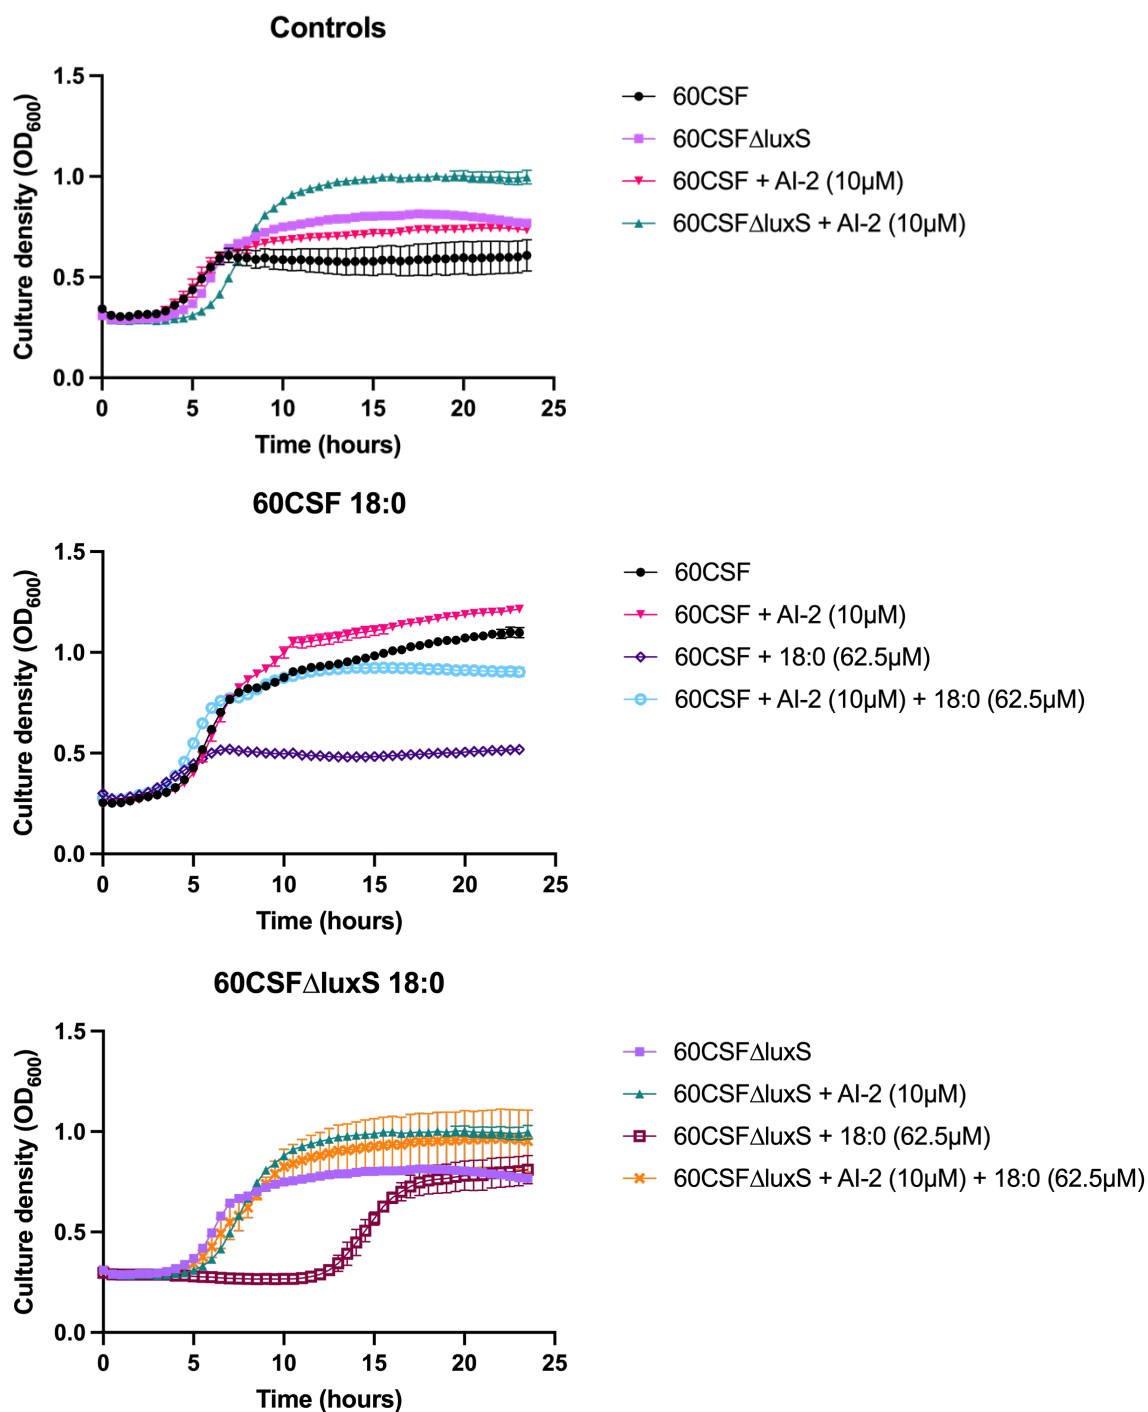 Controls
Culture density (OD600)
1.5
1.0
0.5
0.0
0 5 10 15 20 25
Time (hours)
60CSF
60CSFΔluxS
60CSF + AI-2 (10μM)
60CSFΔluxS + AI-2 (10μM)
60CSF 18:0
Culture density (OD600)
1.5
1.0
0.5
0.0
0 5 10 15 20 25
Time (hours)
60CSF
60CSF + AI-2 (10μM)
60CSF + 18:0 (62.5μM)
60CSF + AI-2 (10μM) + 18:0 (62.5μM)
60CSFΔluxS 18:0
Culture density (OD600)
1.5
1.0
0.5
0.0
0 5 10 15 20 25
Time (hours)
60CSFΔluxS
60CSFΔluxS + AI-2 (10μM)
60CSFΔluxS + 18:0 (62.5μM)
60CSFΔluxS + AI-2 (10μM) + 18:0 (62.5μM)